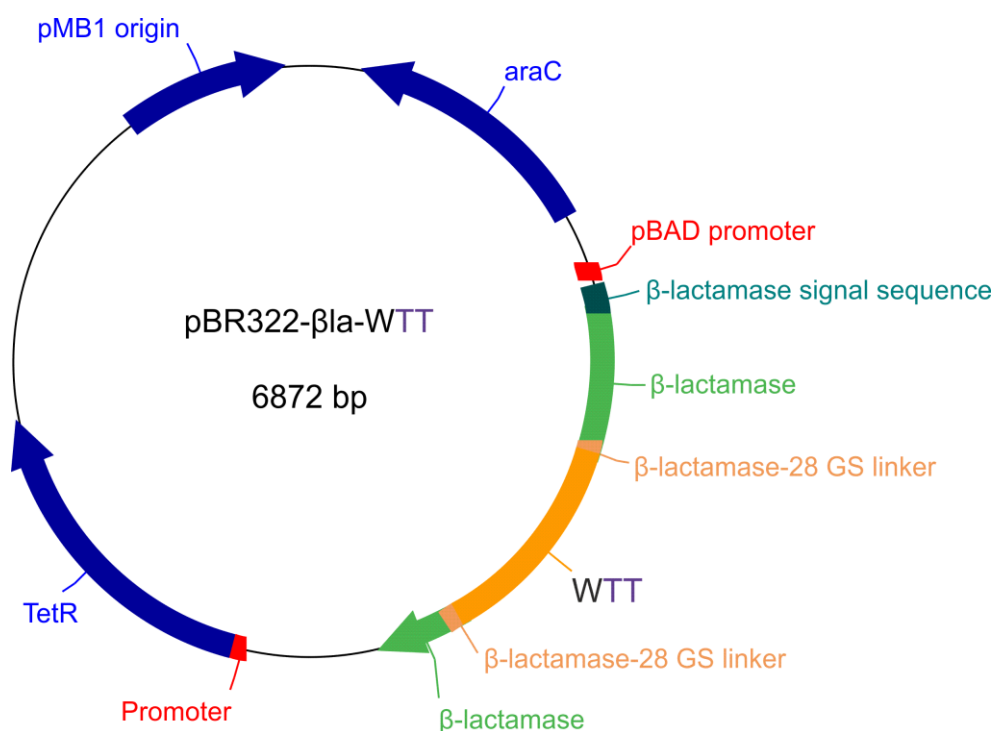 pMB1 origin
araC
pBAD promoter
β-lactamase signal sequence
pBR322-βla-WTT
6872 bp
β-lactamase
β-lactamase-28 GS linker
WTT
TetR
β-lactamase-28 GS linker
Promoter
β-lactamase